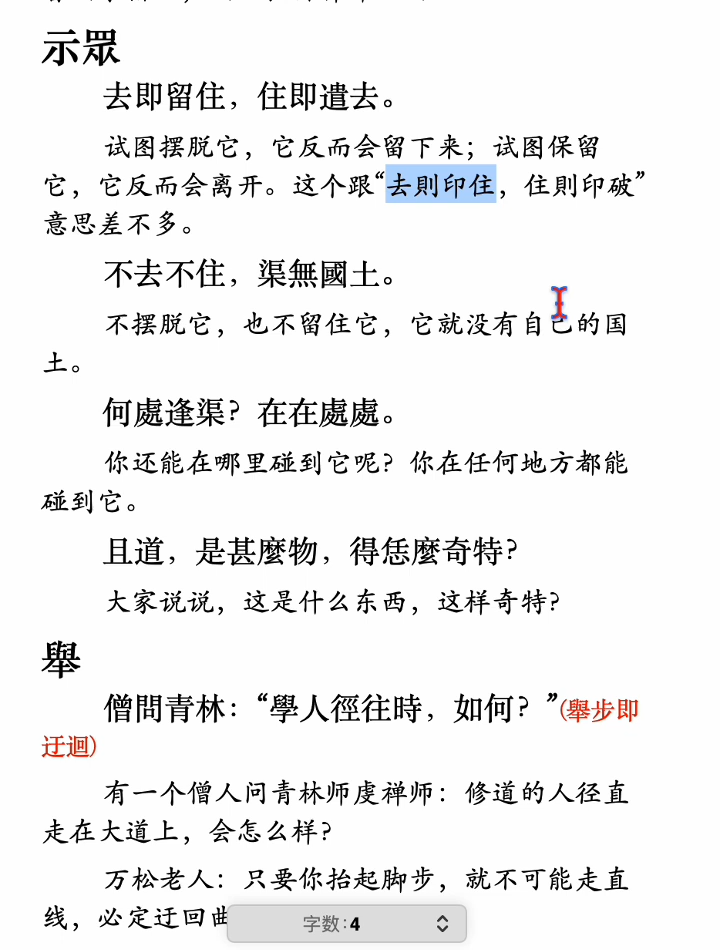 示眾
去即留住，住即遣去。
试图摆脱它，它反而会留下来；试图保留
它，它反而会离开。这个跟“去則印住，住則印破”
意思差不多。
不去不住，渠無國土。
不摆脱它，也不留住它，它就没有自己的国
土。
何處逢渠？在在處處。
你还能在哪里碰到它呢？你在任何地方都能
碰到它。
且道，是甚麼物，得恁麼奇特？
大家说说，这是什么东西，这样奇特？
舉
僧問青林：“學人徑往時，如何？”(舉步即
迂迴)
有一个僧人问青林师虔禅师：修道的人径直
走在大道上，会怎么样？
万松老人：只要你抬起脚步，就不可能走直
线，必定迂回曲
字数:4